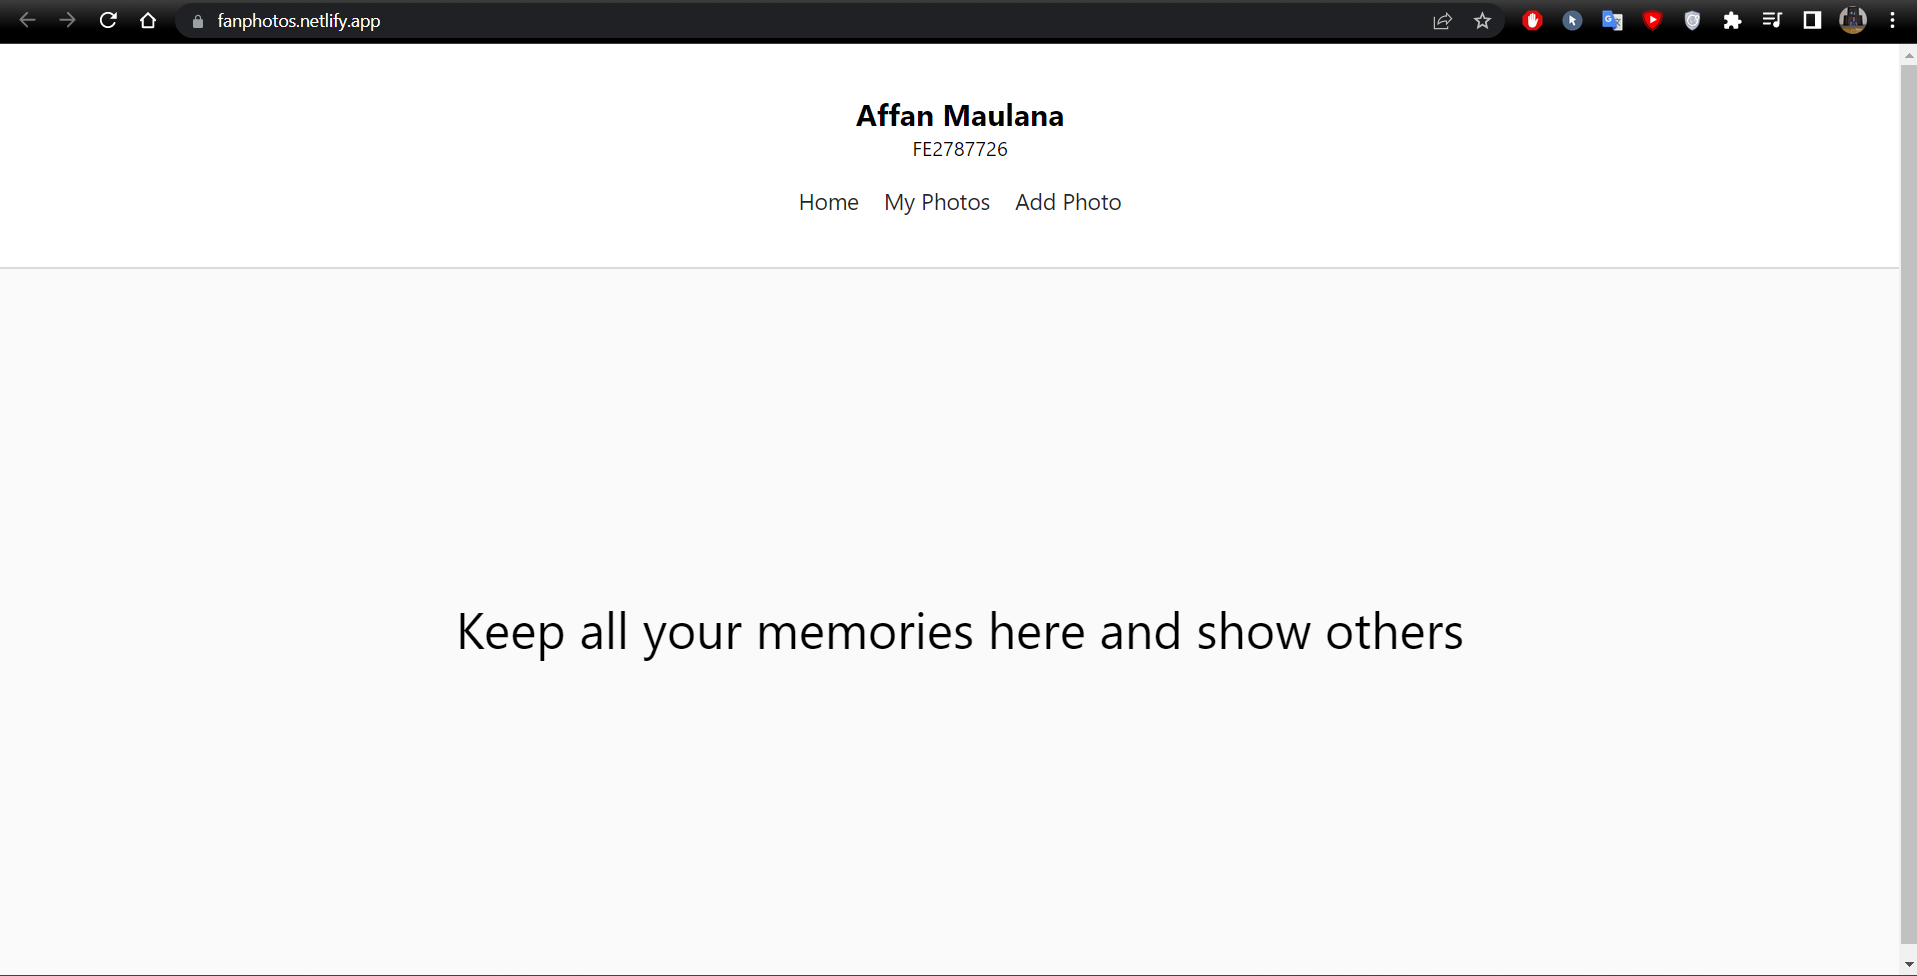 fanphotos.netlify.app
Affan Maulana
FE2787726
Home My Photos Add Photo
Keep all your memories here and show others